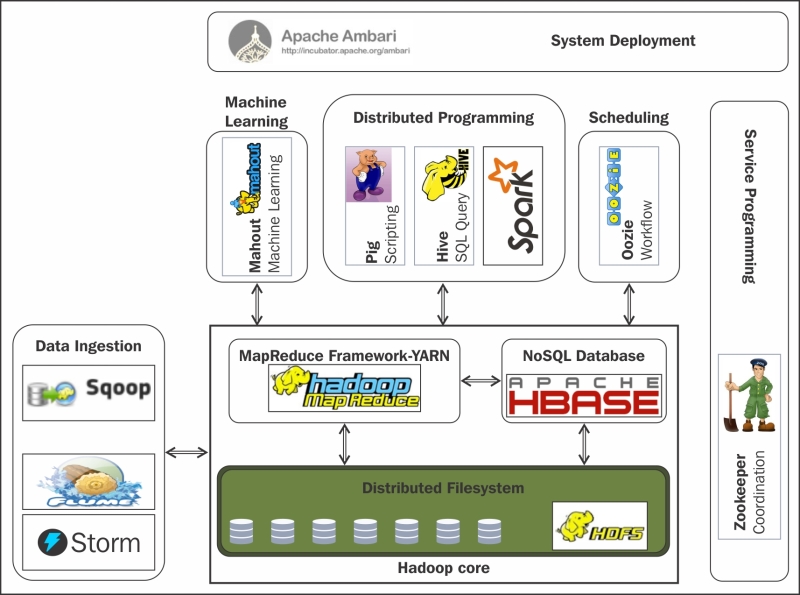 Apache Ambari
http://incubator.apache.org/ambari
System Deployment
Machine
Learning
Distributed Programming
Scheduling
Service Programming
mahout
Mahout
Machine Learning
Pig
Scripting
HIVE
Hive
SQL Query
Spark
OOZIE
Oozie
Workflow
Data Ingestion
Sqoop
FLUME
Storm
MapReduce Framework-YARN
hadoop
Map Reduce
NoSQL Database
APACHE
HBASE
Distributed Filesystem
HDFS
Hadoop core
Zookeeper
Coordination